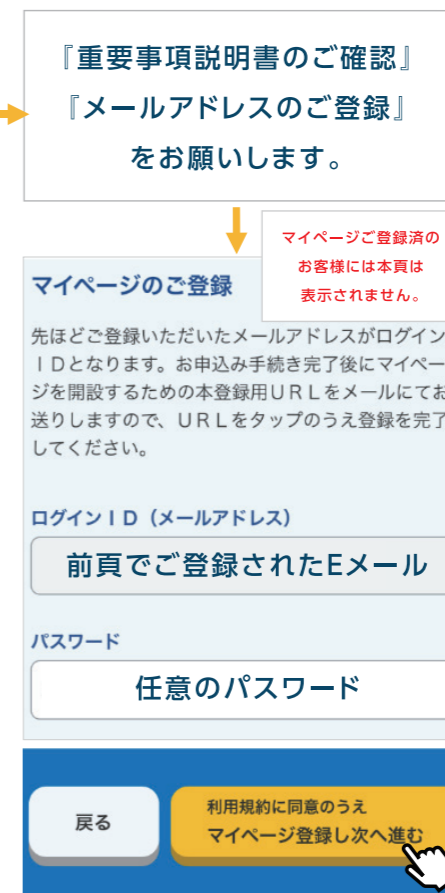 『重要事項説明書のご確認』
『メールアドレスのご登録』
をお願いします。
マイページご登録済の
お客様には本頁は
表示されません。
マイページのご登録
先ほどご登録いただいたメールアドレスがログイン
ＩＤとなります。お申込み手続き完了後にマイペー
ジを開設するための本登録用ＵＲＬをメールにてお
送りしますので、ＵＲＬをタップのうえ登録を完了
してください。
ログインＩＤ（メールアドレス）
前頁でご登録されたEメール
パスワード
任意のパスワード
戻る
利用規約に同意のうえ
マイページ登録し次へ進む